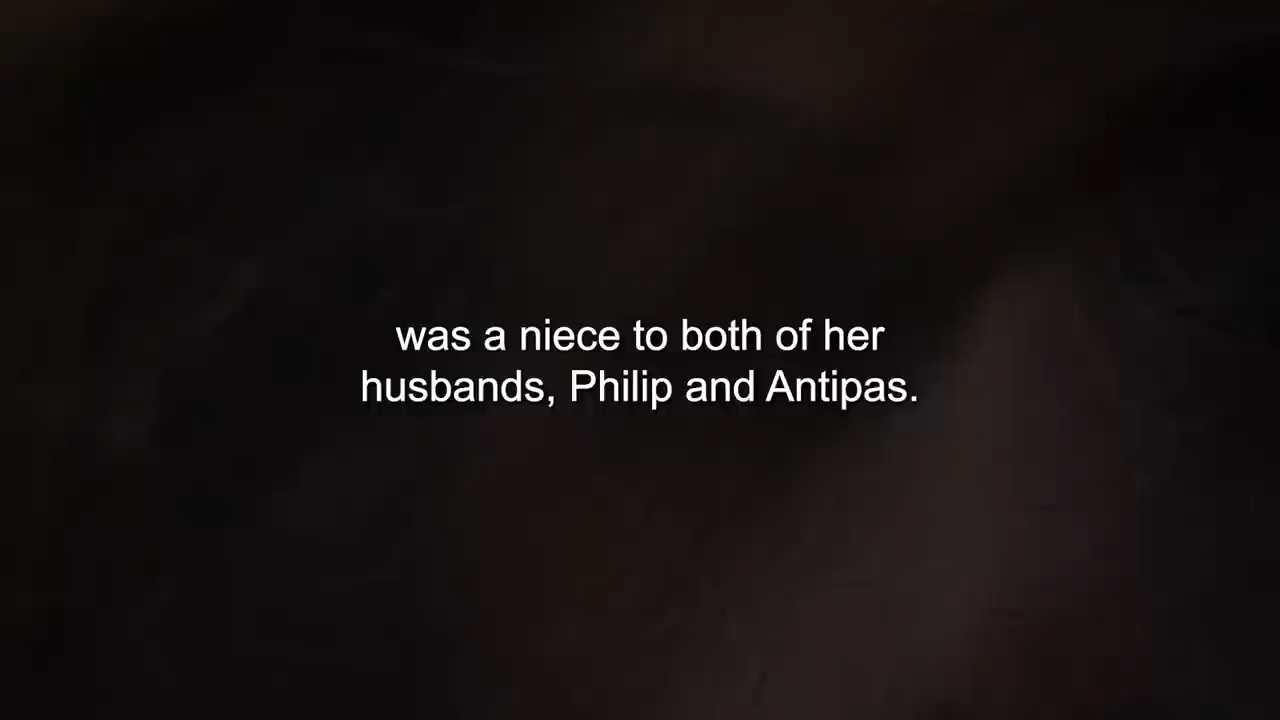 was a niece to both of her
husbands, Philip and Antipas.